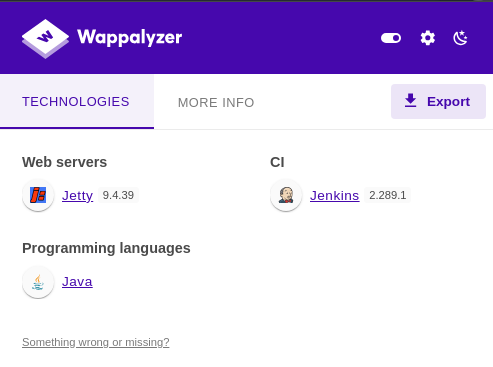 Wappalyzer
TECHNOLOGIES
MORE INFO
Export
Web servers
Jetty 9.4.39
CI
Jenkins 2.289.1
Programming languages
Java
Something wrong or missing?